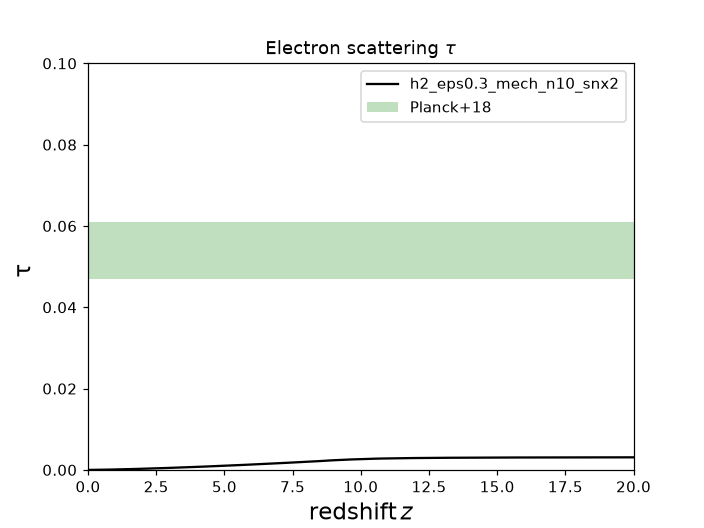 Electron scattering τ
h2_eps0.3_mech_n10_snx2
Planck+18
0.10
0.08
0.06
0.04
0.02
0.00
τ
0.0 2.5 5.0 7.5 10.0 12.5 15.0 17.5 20.0
redshift z